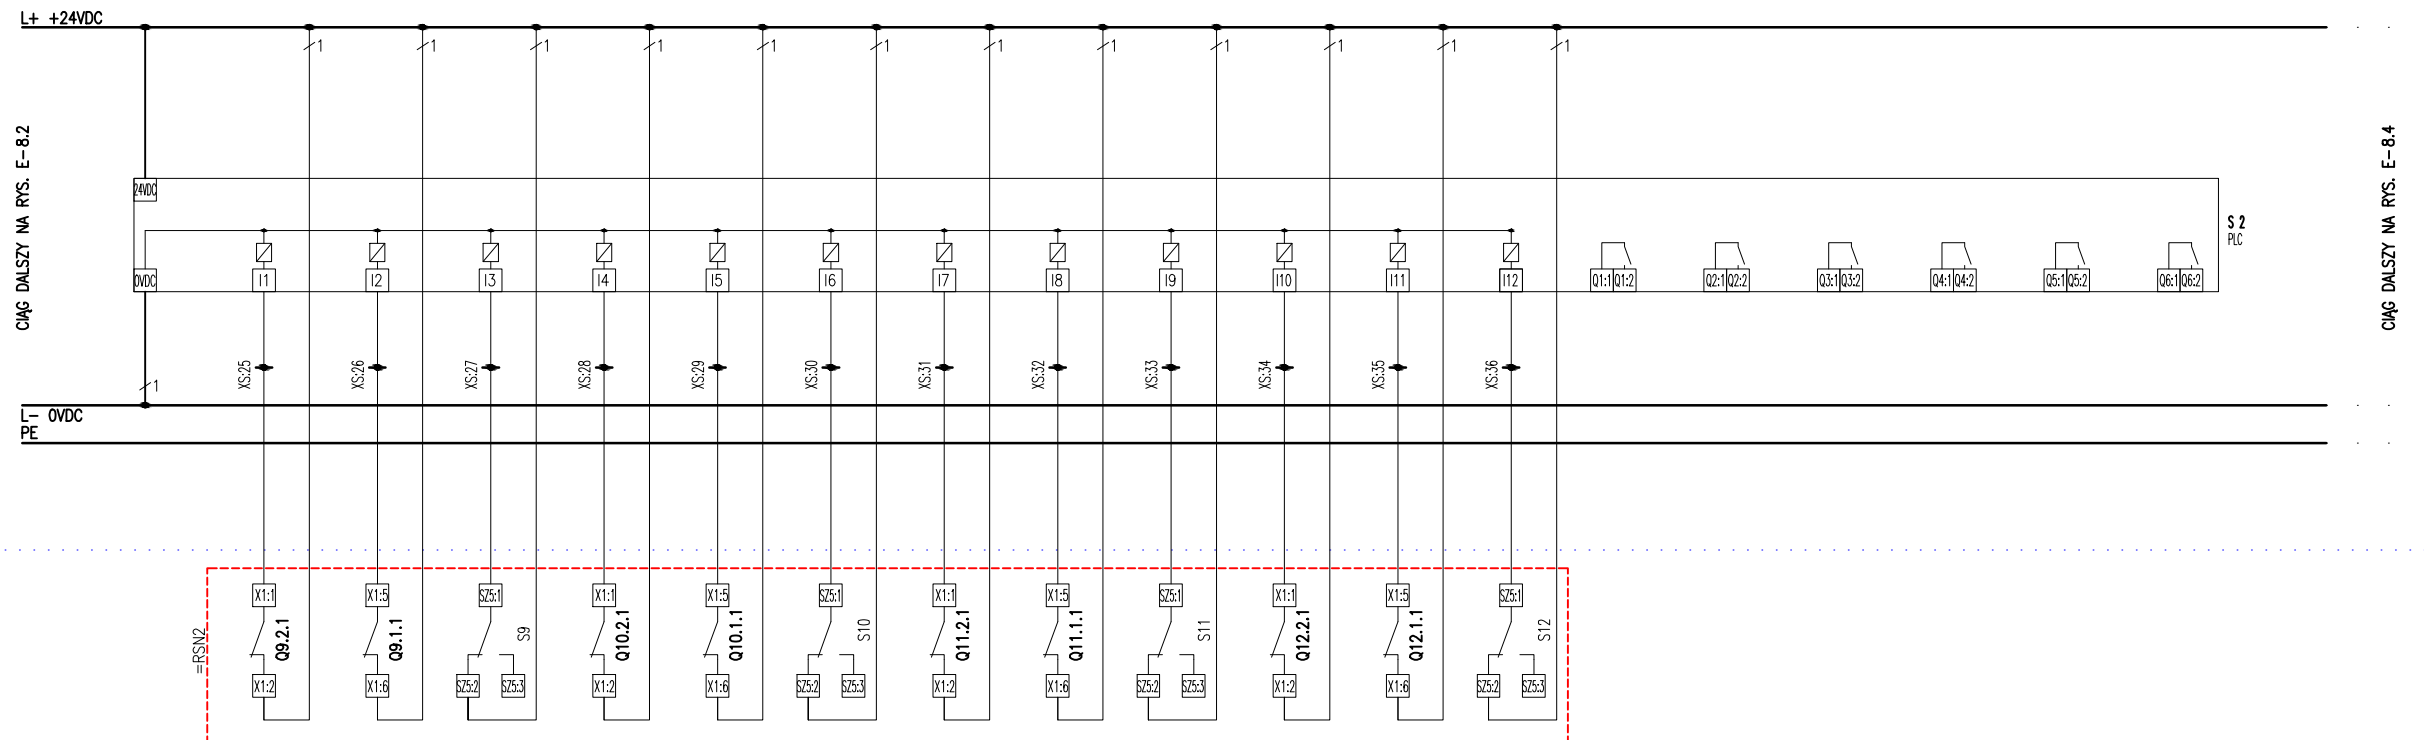 L+ +24VDC
1 1 1 1 1 1 1 1 1 1 1 1
CIĄG DALSZY NA RYS. E-8.2
CIĄG DALSZY NA RYS. E-8.4
24VDC
S 2
PLC
0VDC I1 I2 I3 I4 I5 I6 I7 I8 I9 I10 I11 I12 Q1:1 Q1:2 Q2:1 Q2:2 Q3:1 Q3:2 Q4:1 Q4:2 Q5:1 Q5:2 Q6:1 Q6:2
XS:25 XS:26 XS:27 XS:28 XS:29 XS:30 XS:31 XS:32 XS:33 XS:34 XS:35 XS:36
1
L- 0VDC
PE
X1:1 X1:5 SZ5:1 X1:1 X1:5 SZ5:1 X1:1 X1:5 SZ5:1 X1:1 X1:5 SZ5:1
=RSN2 Q9.2.1 Q9.1.1 S9 Q10.2.1 Q10.1.1 S10 Q11.2.1 Q11.1.1 S11 Q12.2.1 Q12.1.1 S12
X1:2 X1:6 SZ5:2 SZ5:3 X1:2 X1:6 SZ5:2 SZ5:3 X1:2 X1:6 SZ5:2 SZ5:3 X1:2 X1:6 SZ5:2 SZ5:3